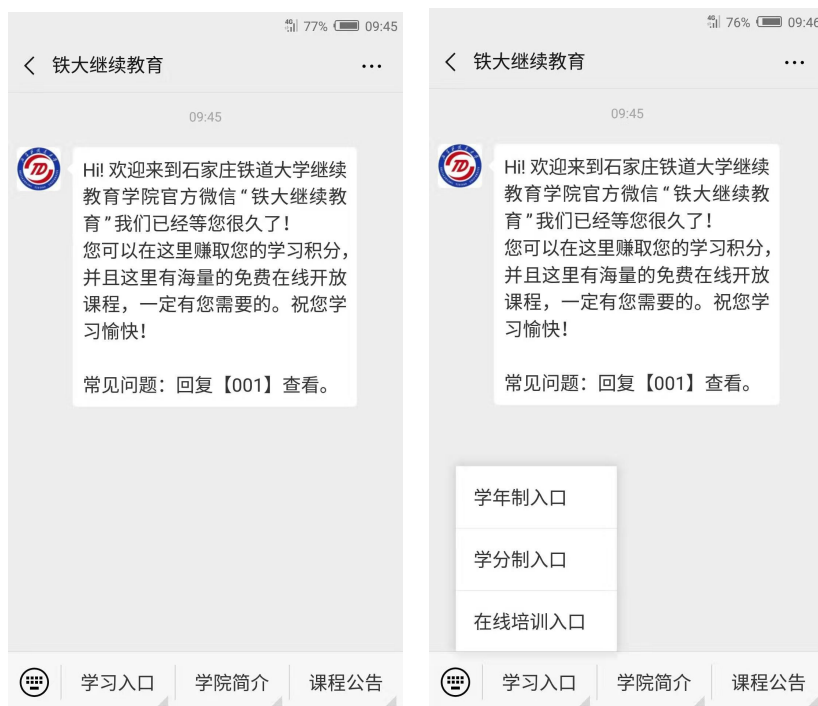 4G 77% 09:45
铁大继续教育
09:45
Hi! 欢迎来到石家庄铁道大学继续
教育学院官方微信“铁大继续教
育”我们已经等您很久了！
您可以在这里赚取您的学习积分，
并且这里有海量的免费在线开放
课程，一定有您需要的。祝您学
习愉快！
常见问题：回复【001】查看。
学习入口 学院简介 课程公告
4G 76% 09:46
铁大继续教育
09:45
Hi! 欢迎来到石家庄铁道大学继续
教育学院官方微信“铁大继续教
育”我们已经等您很久了！
您可以在这里赚取您的学习积分，
并且这里有海量的免费在线开放
课程，一定有您需要的。祝您学
习愉快！
常见问题：回复【001】查看。
学年制入口
学分制入口
在线培训入口
学习入口 学院简介 课程公告